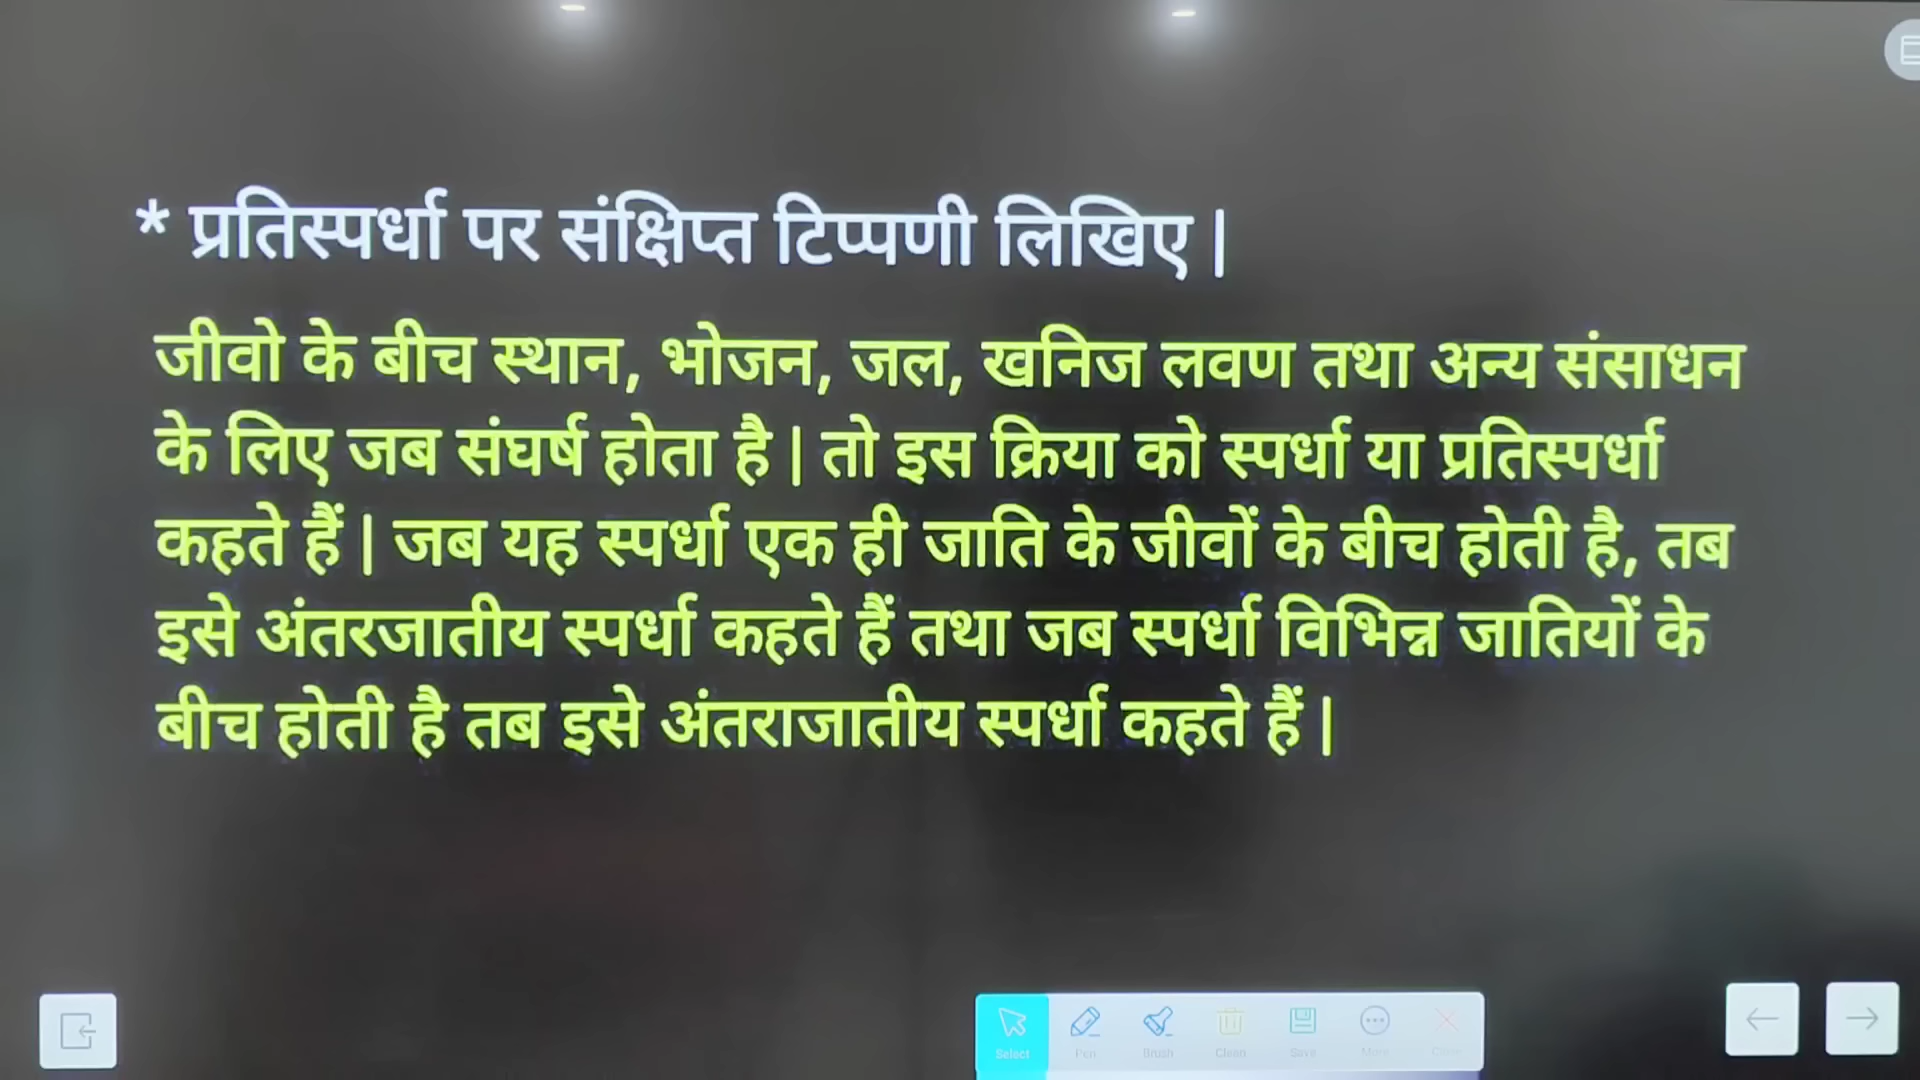 * प्रतिस्पर्धा पर संक्षिप्त टिप्पणी लिखिए |
जीवो के बीच स्थान, भोजन, जल, खनिज लवण तथा अन्य संसाधन
के लिए जब संघर्ष होता है | तो इस क्रिया को स्पर्धा या प्रतिस्पर्धा
कहते हैं | जब यह स्पर्धा एक ही जाति के जीवों के बीच होती है, तब
इसे अंतरजातीय स्पर्धा कहते हैं तथा जब स्पर्धा विभिन्न जातियों के
बीच होती है तब इसे अंतराजातीय स्पर्धा कहते हैं |
Select Pen Brush Clean Save More Close